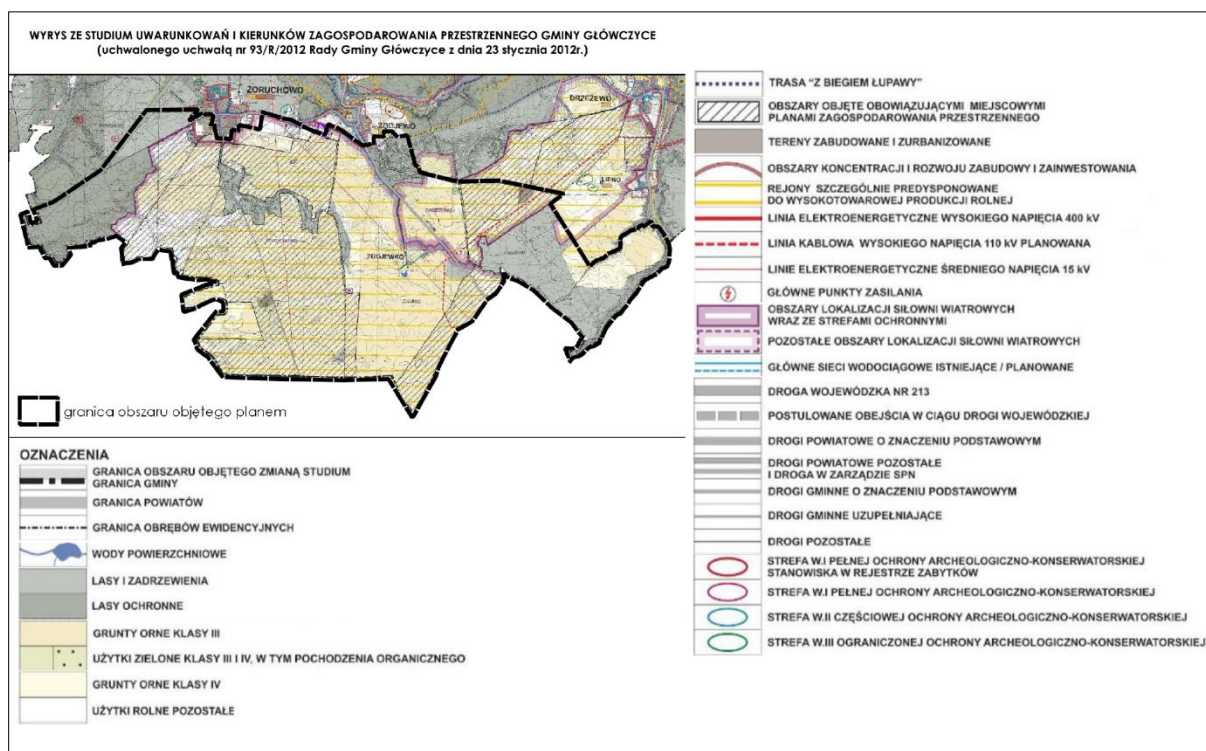 WYRYS ZE STUDIUM UWARUNKOWAŃ I KIERUNKÓW ZAGOSPODAROWANIA PRZESTRZENNEGO GMINY GŁÓWCZYCE
(uchwalonego uchwałą nr 93/R/2012 Rady Gminy Główczyce z dnia 23 stycznia 2012r.)
ŻORUCHOWO
DRZEŻEWO
ZGOJEWO
ZGOJEWKO
granica obszaru objętego planem
OZNACZENIA
GRANICA OBSZARU OBJĘTEGO ZMIANĄ STUDIUM
GRANICA GMINY
GRANICA POWIATÓW
GRANICA OBRĘBÓW EWIDENCYJNYCH
WODY POWIERZCHNIOWE
LASY I ZADRZEWIENIA
LASY OCHRONNE
GRUNTY ORNE KLASY III
UŻYTKI ZIELONE KLASY III I IV, W TYM POCHODZENIA ORGANICZNEGO
GRUNTY ORNE KLASY IV
UŻYTKI ROLNE POZOSTAŁE
TRASA "Z BIEGIEM ŁUPAWY"
OBSZARY OBJĘTE OBOWIĄZUJĄCYMI MIEJSCOWYMI
PLANAMI ZAGOSPODAROWANIA PRZESTRZENNEGO
TERENY ZABUDOWANE I ZURBANIZOWANE
OBSZARY KONCENTRACJI I ROZWOJU ZABUDOWY I ZAINWESTOWANIA
REJONY SZCZEGÓLNIE PREDYSPONOWANE
DO WYSOKOTOWAROWEJ PRODUKCJI ROLNEJ
LINIA ELEKTROENERGETYCZNE WYSOKIEGO NAPIĘCIA 400 kV
LINIA KABLOWA WYSOKIEGO NAPIĘCIA 110 kV PLANOWANA
LINIE ELEKTROENERGETYCZNE ŚREDNIEGO NAPIĘCIA 15 kV
GŁÓWNE PUNKTY ZASILANIA
OBSZARY LOKALIZACJI SIŁOWNI WIATROWYCH
WRAZ ZE STREFAMI OCHRONNYMI
POZOSTAŁE OBSZARY LOKALIZACJI SIŁOWNI WIATROWYCH
GŁÓWNE SIECI WODOCIĄGOWE ISTNIEJĄCE / PLANOWANE
DROGA WOJEWÓDZKA NR 213
POSTULOWANE OBEJŚCIA W CIĄGU DROGI WOJEWÓDZKIEJ
DROGI POWIATOWE O ZNACZENIU PODSTAWOWYM
DROGI POWIATOWE POZOSTAŁE
I DROGA W ZARZĄDZIE SPN
DROGI GMINNE O ZNACZENIU PODSTAWOWYM
DROGI GMINNE UZUPEŁNIAJĄCE
DROGI POZOSTAŁE
STREFA W.I PEŁNEJ OCHRONY ARCHEOLOGICZNO-KONSERWATORSKIEJ
STANOWISKA W REJESTRZE ZABYTKÓW
STREFA W.I PEŁNEJ OCHRONY ARCHEOLOGICZNO-KONSERWATORSKIEJ
STREFA W.II CZĘŚCIOWEJ OCHRONY ARCHEOLOGICZNO-KONSERWATORSKIEJ
STREFA W.III OGRANICZONEJ OCHRONY ARCHEOLOGICZNO-KONSERWATORSKIEJ